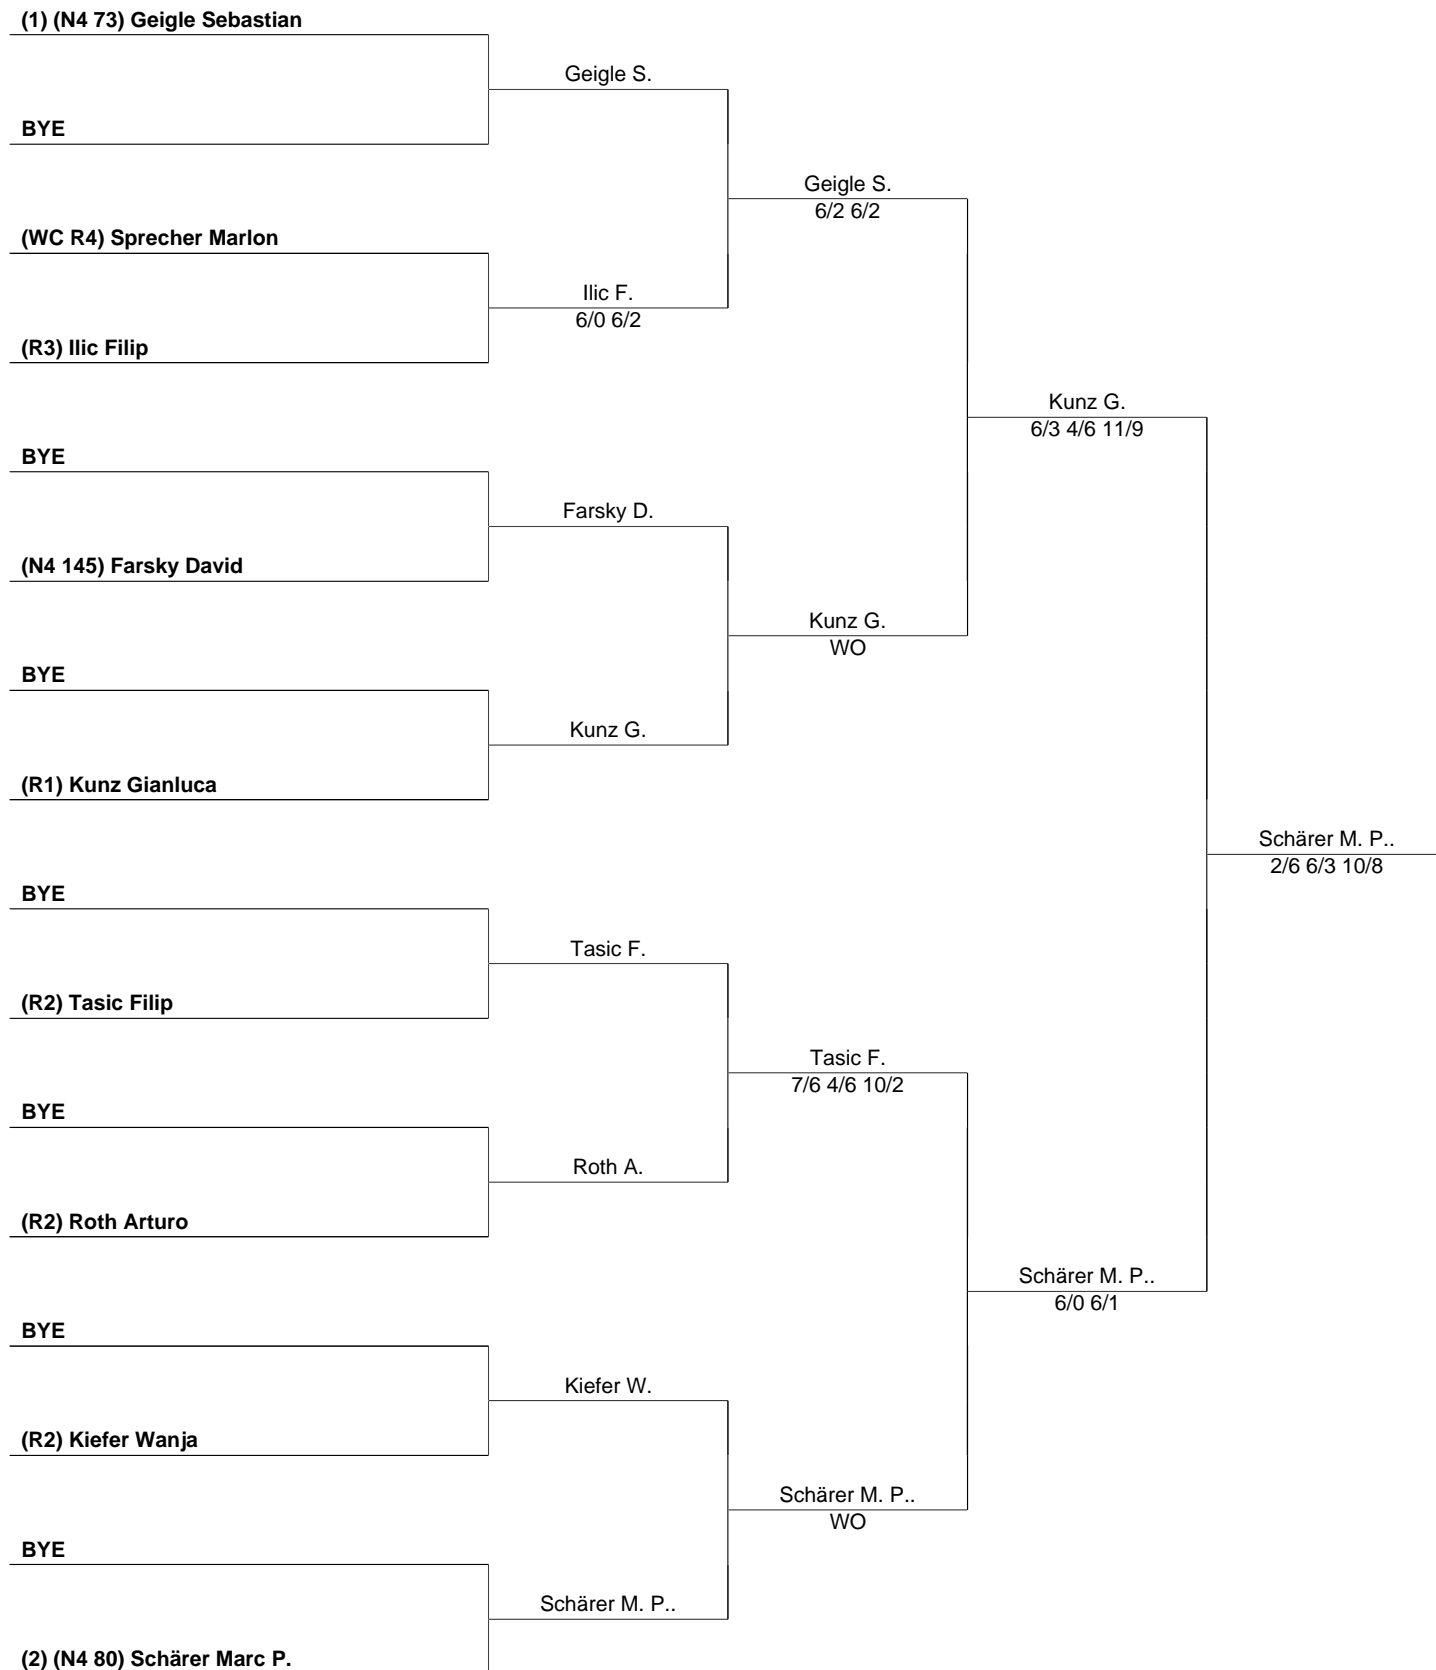 (1) (N4 73) Geigle Sebastian
Geigle S.
BYE
Geigle S.
6/2 6/2
(WC R4) Sprecher Marlon
Ilic F.
6/0 6/2
(R3) Ilic Filip
Kunz G.
6/3 4/6 11/9
BYE
Farsky D.
(N4 145) Farsky David
Kunz G.
WO
BYE
Kunz G.
(R1) Kunz Gianluca
Schärer M. P..
2/6 6/3 10/8
BYE
Tasic F.
(R2) Tasic Filip
Tasic F.
7/6 4/6 10/2
BYE
Roth A.
(R2) Roth Arturo
Schärer M. P..
6/0 6/1
BYE
Kiefer W.
(R2) Kiefer Wanja
Schärer M. P..
WO
BYE
Schärer M. P..
(2) (N4 80) Schärer Marc P.